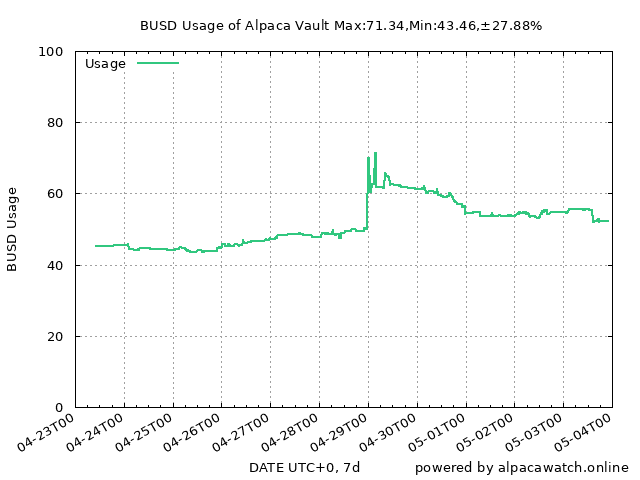 BUSD Usage of Alpaca Vault Max:71.34,Min:43.46,±27.88%
Usage
100
80
60
40
20
0
BUSD Usage
04-23T00
04-24T00
04-25T00
04-26T00
04-27T00
04-28T00
04-29T00
04-30T00
05-01T00
05-02T00
05-03T00
05-04T00
DATE UTC+0, 7d
powered by alpacawatch.online